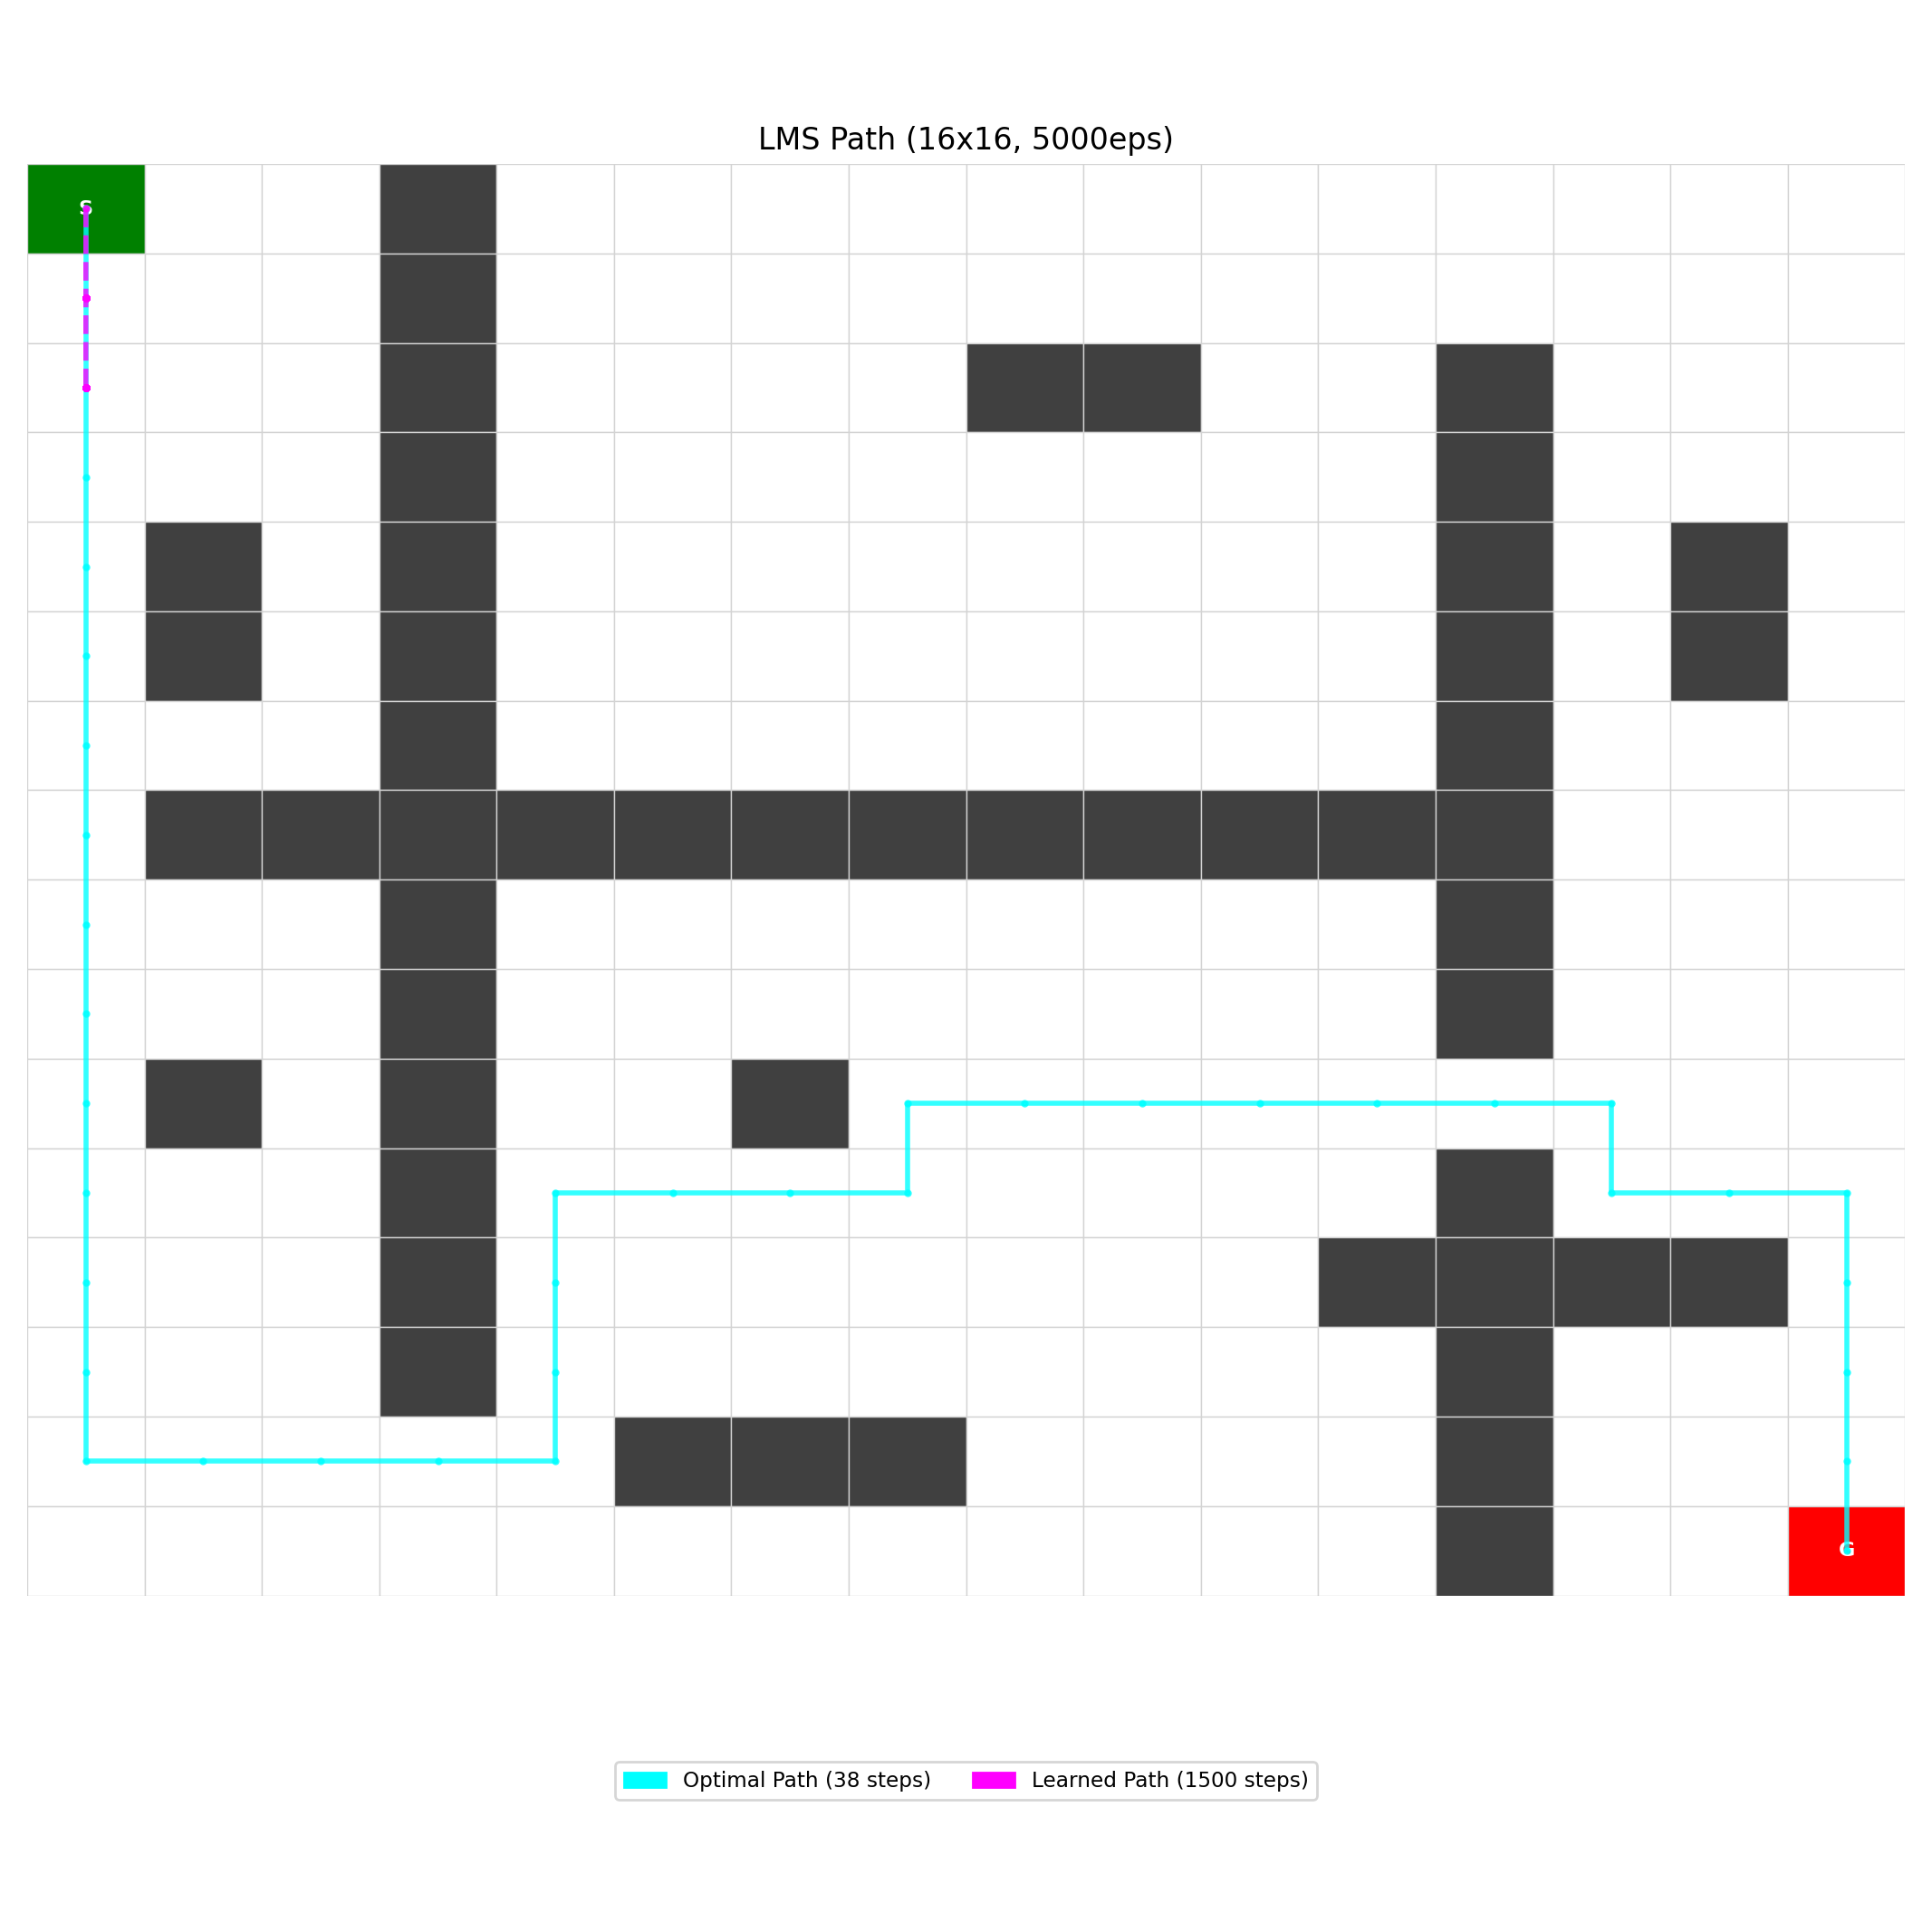 LMS Path (16x16, 5000eps)
S
G
Optimal Path (38 steps)
Learned Path (1500 steps)